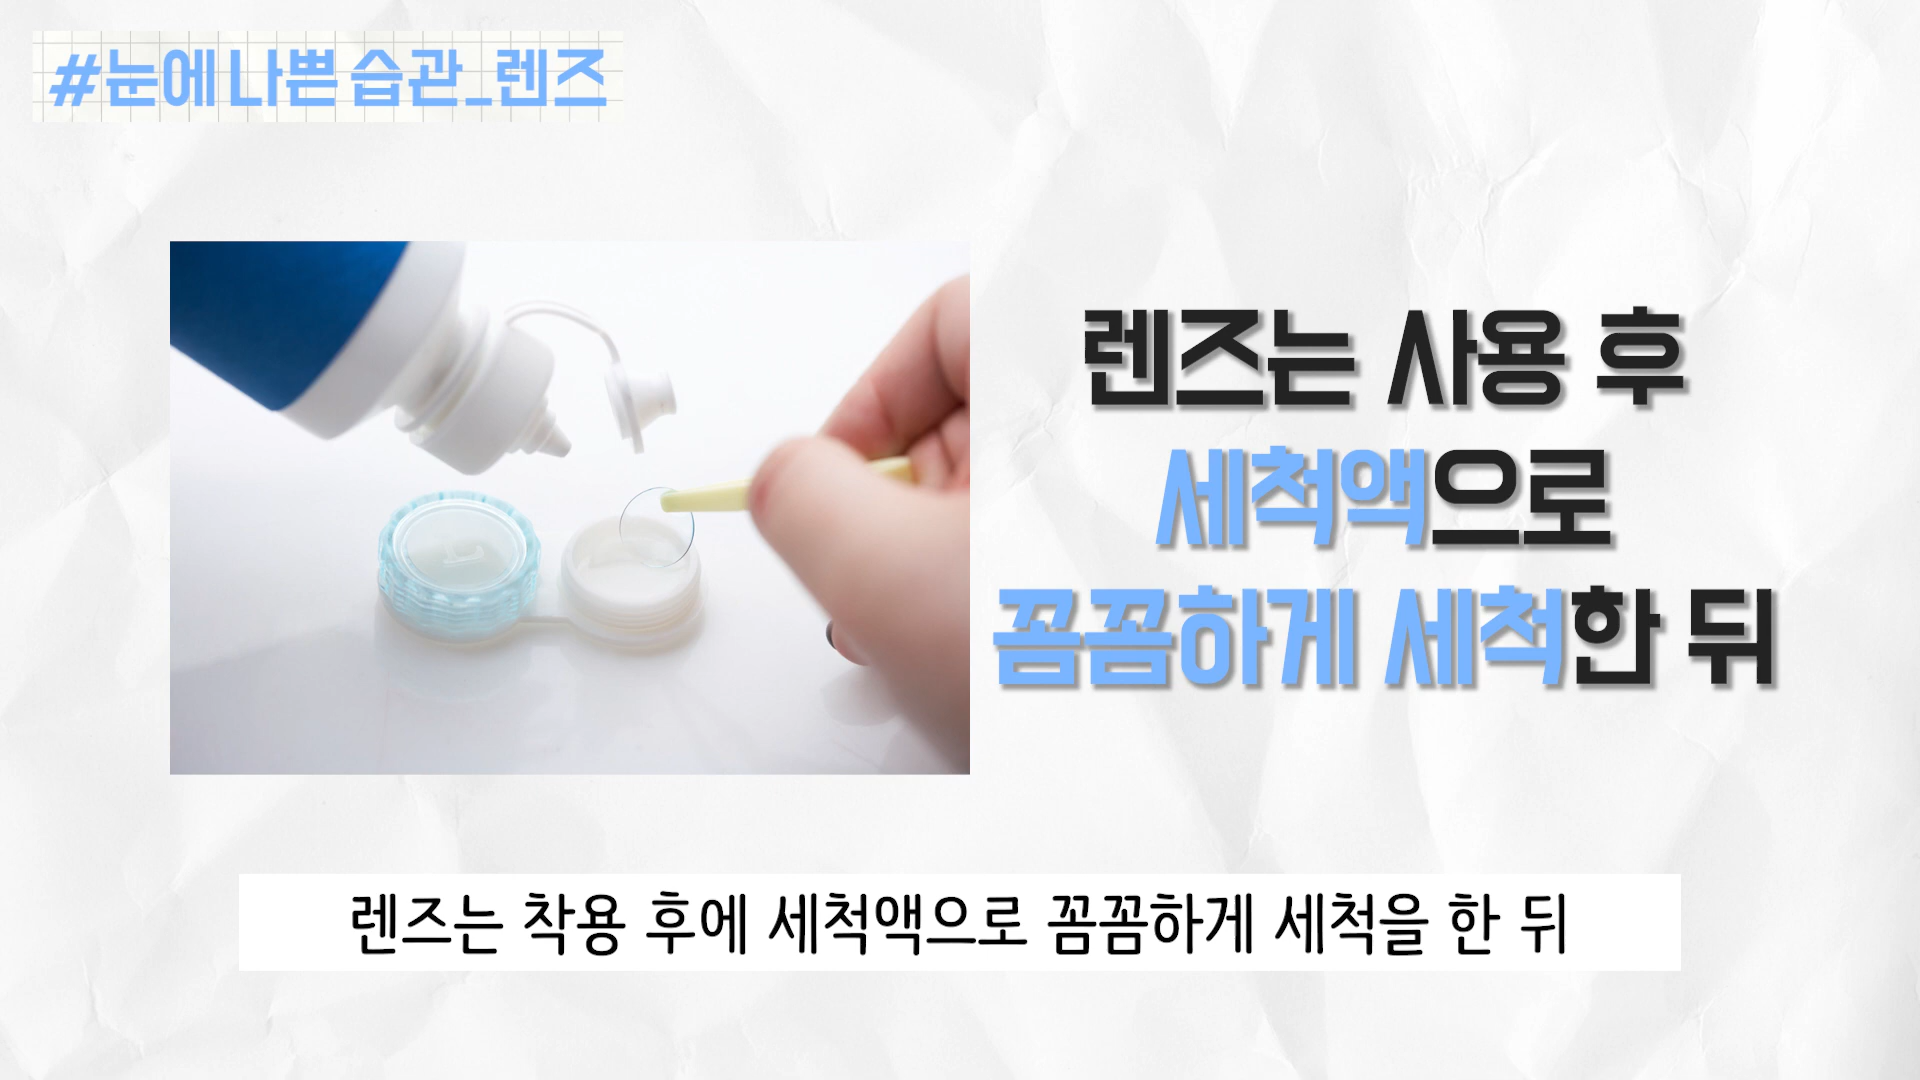 #눈에 나쁜 습관_렌즈
렌즈는 사용 후
세척액으로
꼼꼼하게 세척한 뒤
렌즈는 착용 후에 세척액으로 꼼꼼하게 세척을 한 뒤